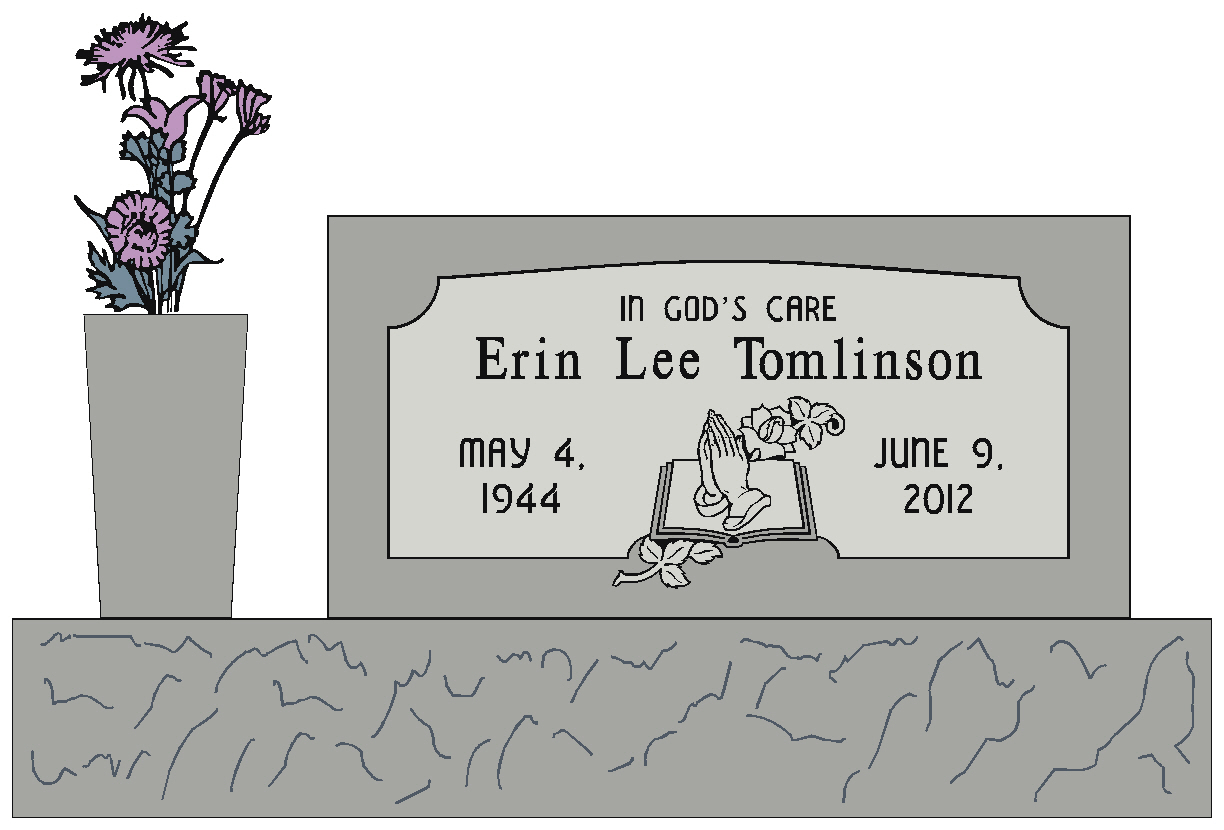 IN GOD'S CARE
Erin Lee Tomlinson
MAY 4,
1944
JUNE 9,
2012